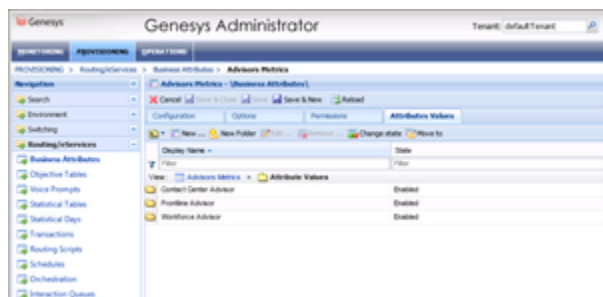 Genesys
Genesys Administrator
Tenant: defaultTenant
MONITORING PROVISIONING OPERATIONS
PROVISIONING > Routing/eServices > Business Attributes > Advisors Metrics
Navigation
Advisors Metrics - \Business Attributes\
Search
Cancel Save & Close Save Save & New Reload
Environment
Configuration Options Permissions Attributes Values
Switching
New ... New Folder Edit ... Remove ... Change state Move to
Routing/eServices
Display Name State
Business Attributes
Filter Filter
Objective Tables
View: Advisors Metrics > Attribute Values
Voice Prompts
Contact Center Advisor Enabled
Statistical Tables
Frontline Advisor Enabled
Statistical Days
Workforce Advisor Enabled
Transactions
Routing Scripts
Schedules
Orchestration
Interaction Queues